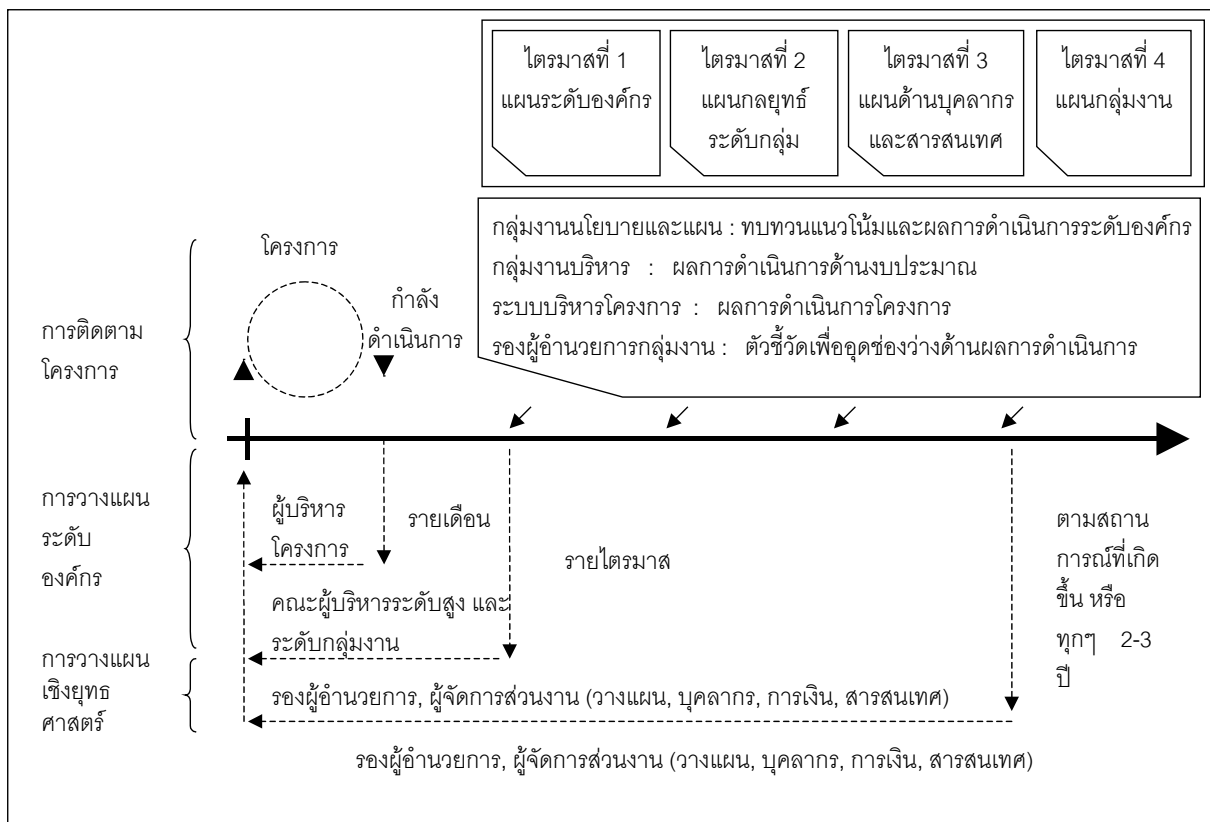 ไตรมาสที่ 1
แผนระดับองค์กร
ไตรมาสที่ 2
แผนกลยุทธ์
ระดับกลุ่ม
ไตรมาสที่ 3
แผนด้านบุคลากร
และสารสนเทศ
ไตรมาสที่ 4
แผนกลุ่มงาน
กลุ่มงานนโยบายและแผน : ทบทวนแนวโน้มและผลการดำเนินการระดับองค์กร
กลุ่มงานบริหาร : ผลการดำเนินการด้านงบประมาณ
ระบบบริหารโครงการ : ผลการดำเนินการโครงการ
รองผู้อำนวยการกลุ่มงาน : ตัวชี้วัดเพื่ออุดช่องว่างด้านผลการดำเนินการ
โครงการ
กำลัง
ดำเนินการ
การติดตาม
โครงการ
การวางแผน
ระดับ
องค์กร
ผู้บริหาร
โครงการ
รายเดือน
รายไตรมาส
ตามสถาน
การณ์ที่เกิด
ขึ้น หรือ
ทุกๆ 2-3
ปี
คณะผู้บริหารระดับสูง และ
ระดับกลุ่มงาน
การวางแผน
เชิงยุทธ
ศาสตร์
รองผู้อำนวยการ, ผู้จัดการส่วนงาน (วางแผน, บุคลากร, การเงิน, สารสนเทศ)
รองผู้อำนวยการ, ผู้จัดการส่วนงาน (วางแผน, บุคลากร, การเงิน, สารสนเทศ)